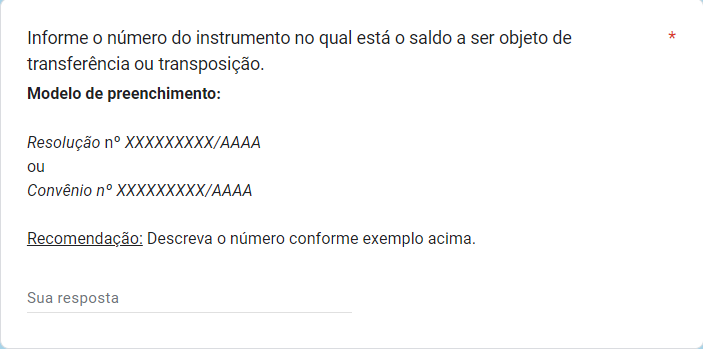 Informe o número do instrumento no qual está o saldo a ser objeto de
transferência ou transposição.
*
Modelo de preenchimento:
Resolução nº XXXXXXXXX/AAAA
ou
Convênio nº XXXXXXXXX/AAAA
Recomendação: Descreva o número conforme exemplo acima.
Sua resposta